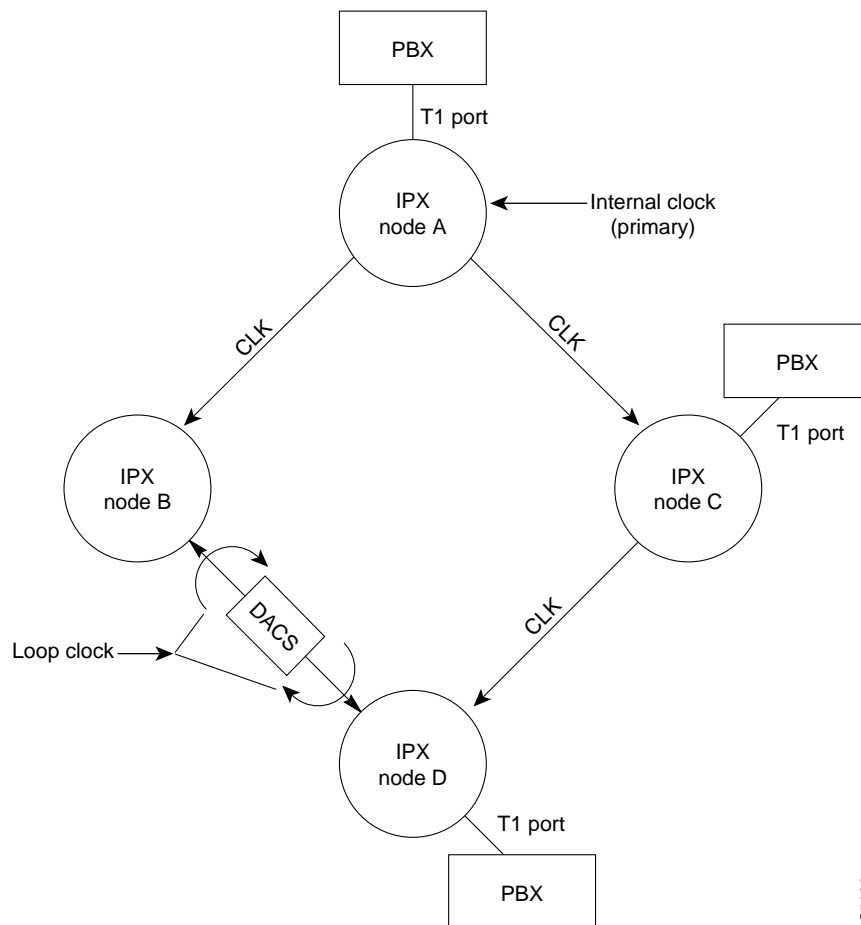 PBX
T1 port
IPX
node A
Internal clock
(primary)
CLK
CLK
PBX
T1 port
IPX
node B
IPX
node C
DACS
CLK
Loop clock
IPX
node D
T1 port
PBX